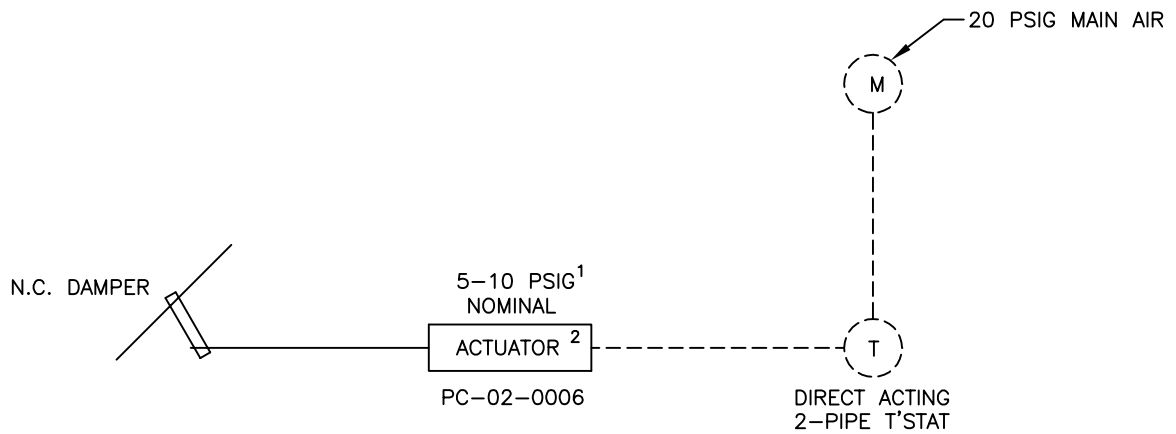 20 PSIG MAIN AIR
M
N.C. DAMPER
5-10 PSIG¹
NOMINAL
ACTUATOR ²
T
PC-02-0006
DIRECT ACTING
2-PIPE T'STAT